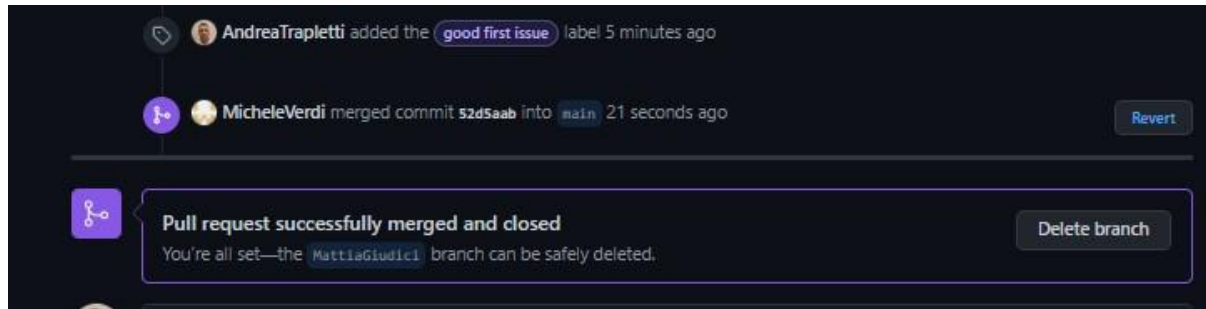 AndreaTrapletti added the good first issue label 5 minutes ago
MicheleVerdi merged commit 52d5aab into main 21 seconds ago
Revert
Pull request successfully merged and closed
Delete branch
You're all set—the MattiaGiudici branch can be safely deleted.